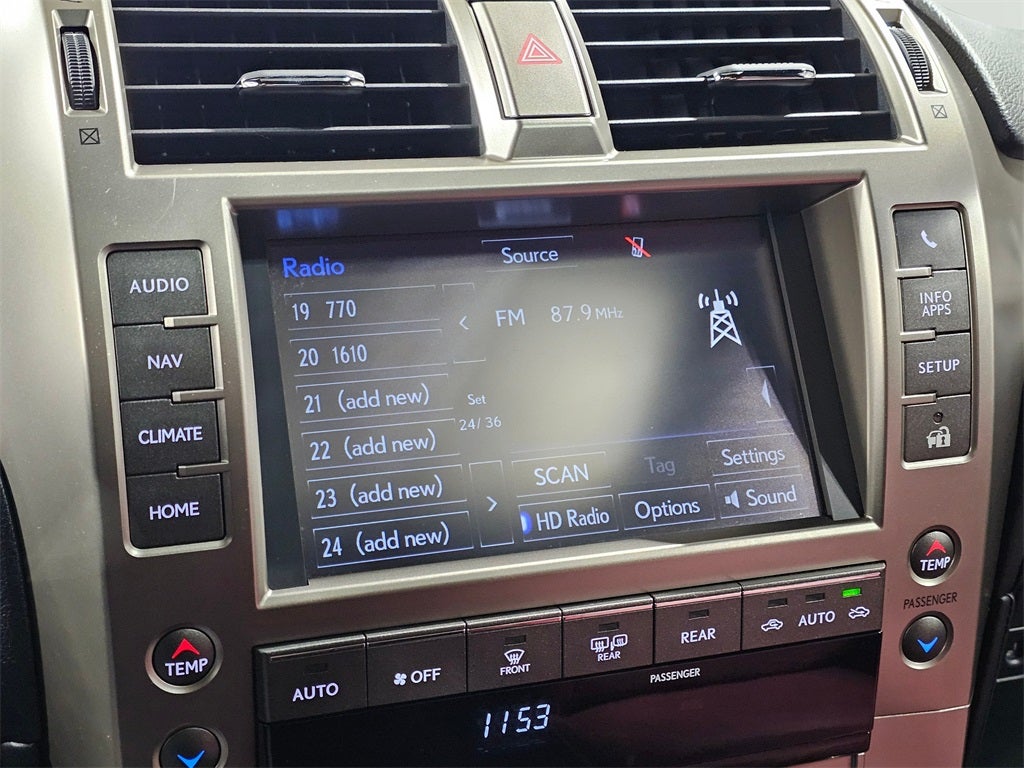 AUDIO
NAV
CLIMATE
HOME
Radio
Source
19 770
20 1610
21 (add new)
22 (add new)
23 (add new)
24 (add new)
<
Set
24/36
>
FM 87.9 MHz
SCAN
Tag
Settings
HD Radio
Options
Sound
INFO
APPS
SETUP
TEMP
PASSENGER
TEMP
AUTO
OFF
FRONT
REAR
REAR
AUTO
PASSENGER
1153